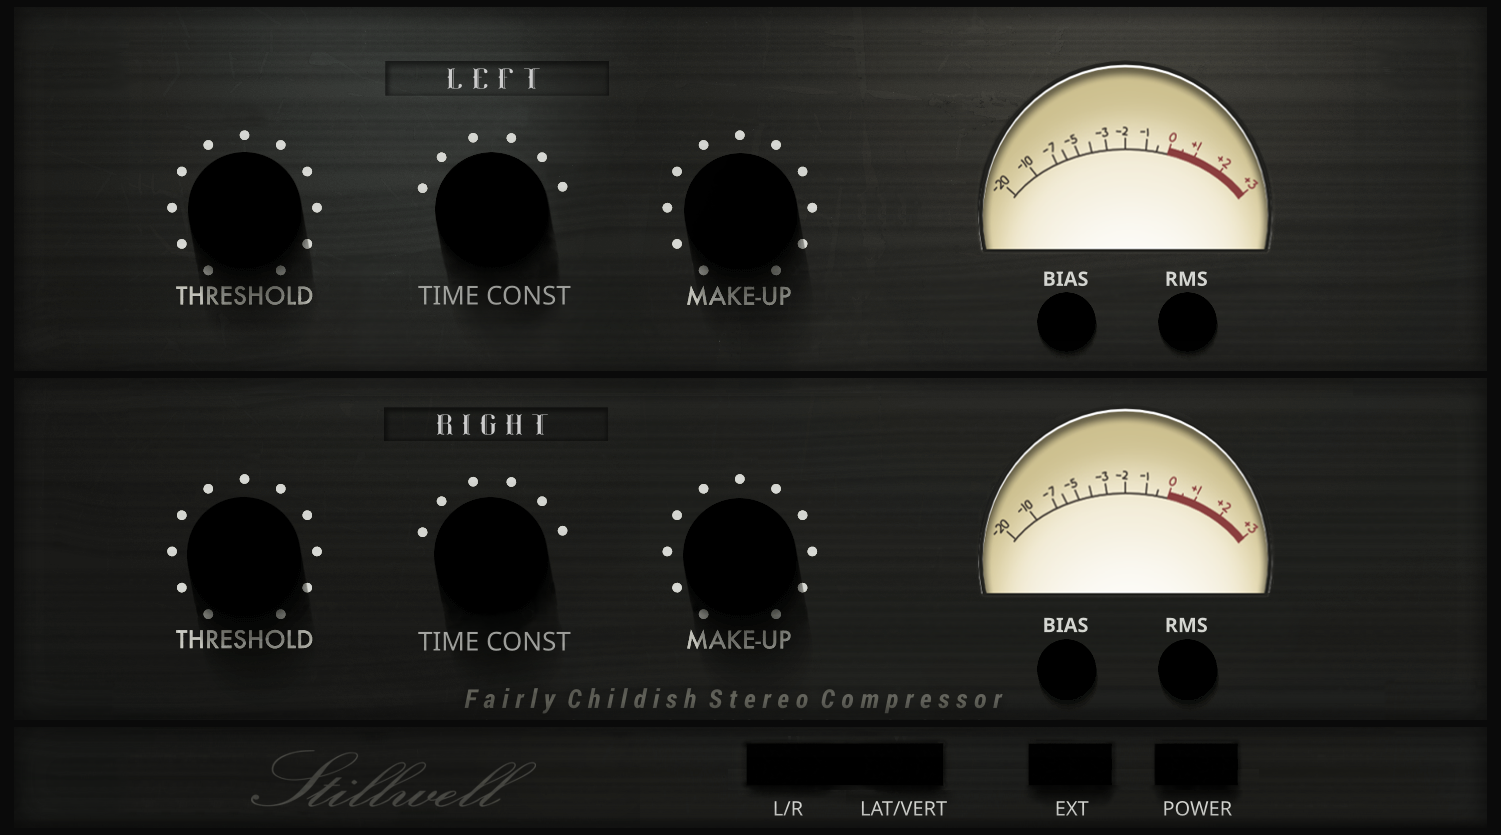 LEFT
THRESHOLD
TIME CONST
MAKE-UP
-20 -10 -7 -5 -3 -2 -1 0 +1 +2 +3
BIAS
RMS
RIGHT
THRESHOLD
TIME CONST
MAKE-UP
-20 -10 -7 -5 -3 -2 -1 0 +1 +2 +3
BIAS
RMS
Fairly Childish Stereo Compressor
Stillwell
L/R
LAT/VERT
EXT
POWER